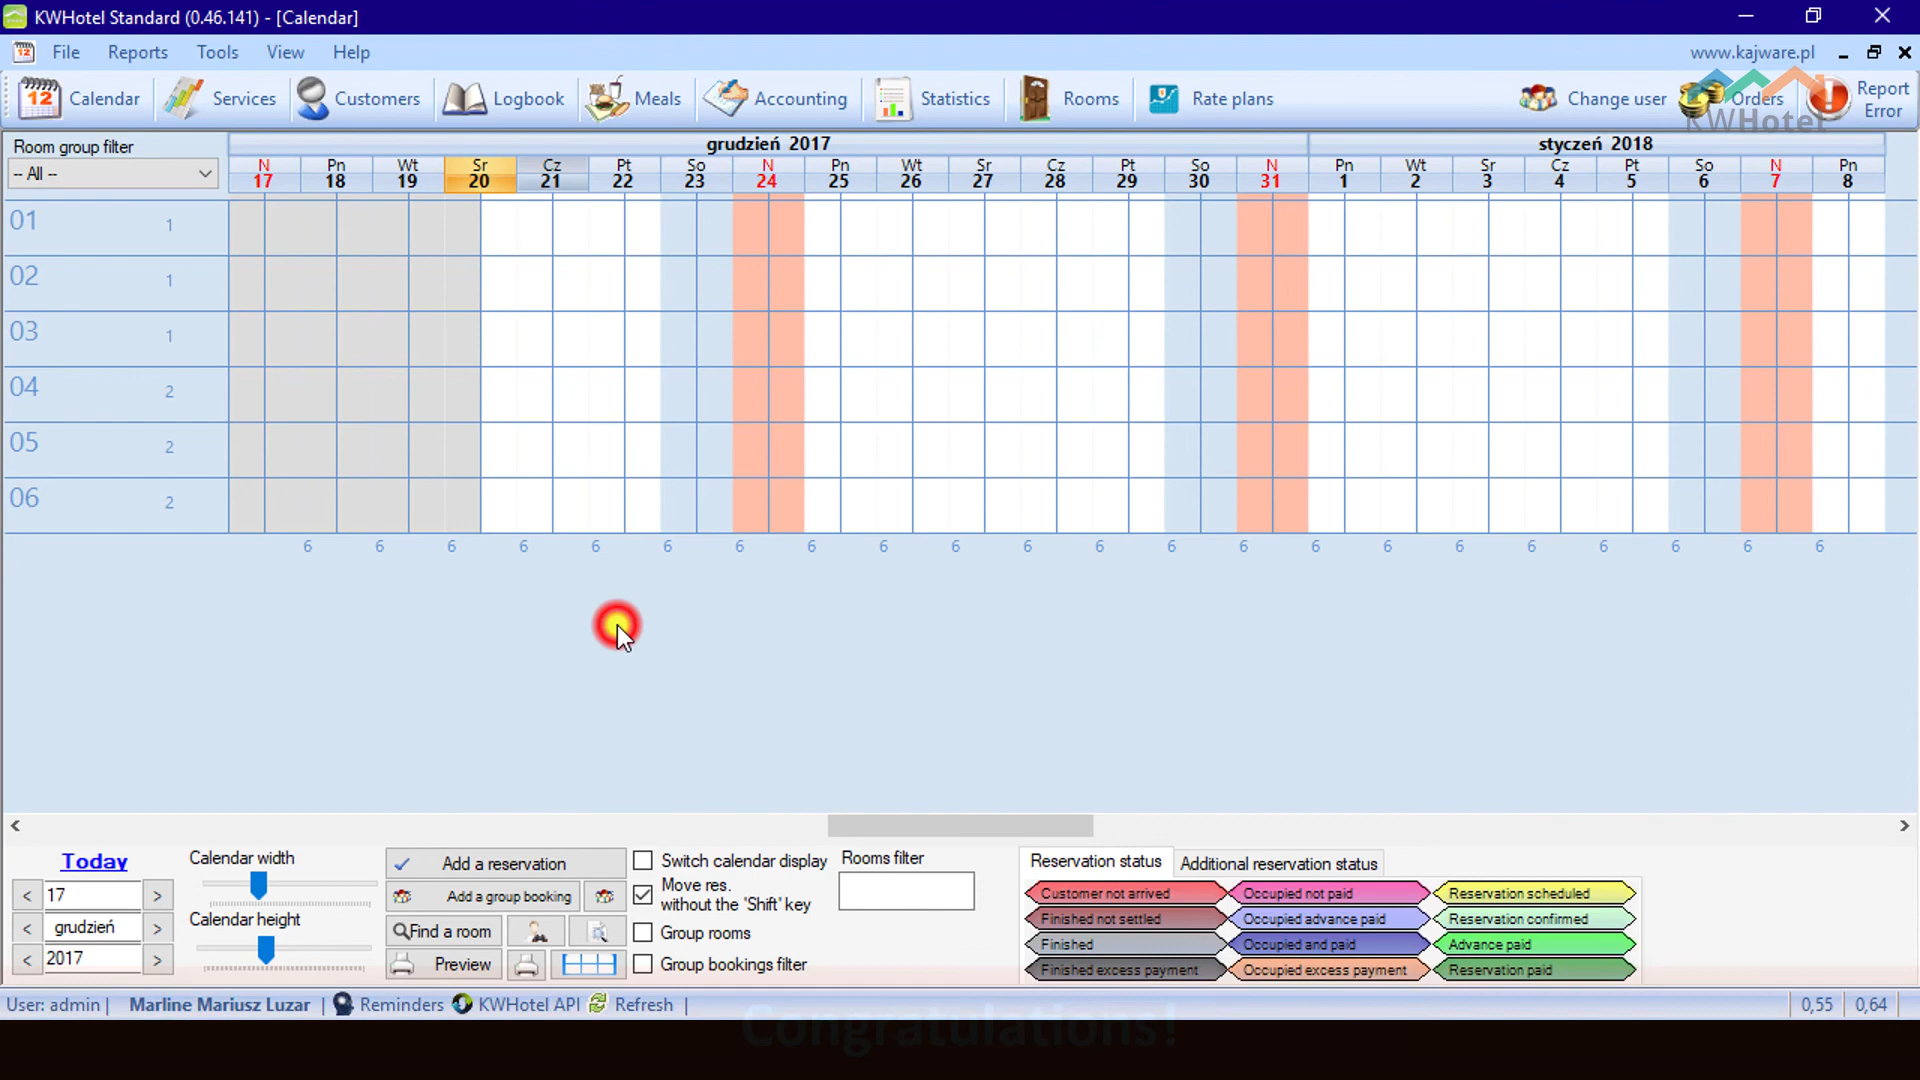 KWHotel Standard (0.46.141) - [Calendar]
File Reports Tools View Help www.kajware.pl
Calendar Services Customers Logbook Meals Accounting Statistics Rooms Rate plans Change user Orders Report Error
KWHotel
Room group filter grudzień 2017 styczeń 2018
-- All --
N Pn Wt Sr Cz Pt So N Pn Wt Sr Cz Pt So N Pn Wt Sr Cz Pt So N Pn
17 18 19 20 21 22 23 24 25 26 27 28 29 30 31 1 2 3 4 5 6 7 8
01 1
02 1
03 1
04 2
05 2
06 2
6 6 6 6 6 6 6 6 6 6 6 6 6 6 6 6 6 6 6 6 6 6
Today
< 17 >
< grudzień >
< 2017 >
Calendar width
Calendar height
Add a reservation
Add a group booking
Find a room
Preview
Switch calendar display
Move res.
without the 'Shift' key
Group rooms
Group bookings filter
Rooms filter
Reservation status Additional reservation status
Customer not arrived Occupied not paid Reservation scheduled
Finished not settled Occupied advance paid Reservation confirmed
Finished Occupied and paid Advance paid
Finished excess payment Occupied excess payment Reservation paid
User: admin | Marline Mariusz Luzar | Reminders KWHotel API Refresh | 0,55 0,64
Congratulations!